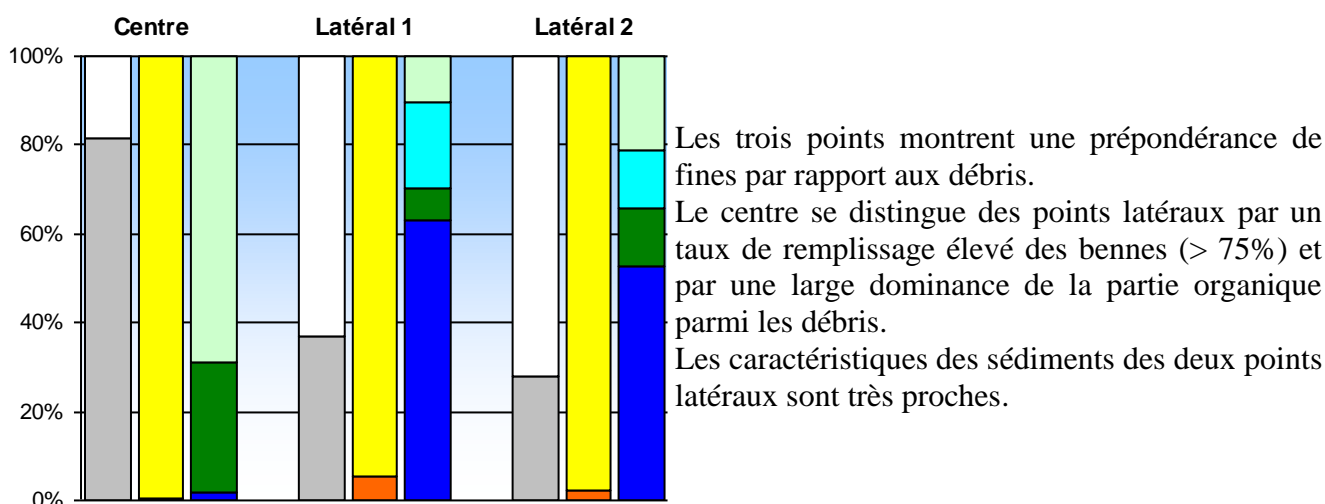 Centre Latéral 1 Latéral 2
100%
80%
60%
40%
20%
0%
Les trois points montrent une prépondérance de
fines par rapport aux débris.
Le centre se distingue des points latéraux par un
taux de remplissage élevé des bennes (> 75%) et
par une large dominance de la partie organique
parmi les débris.
Les caractéristiques des sédiments des deux points
latéraux sont très proches.